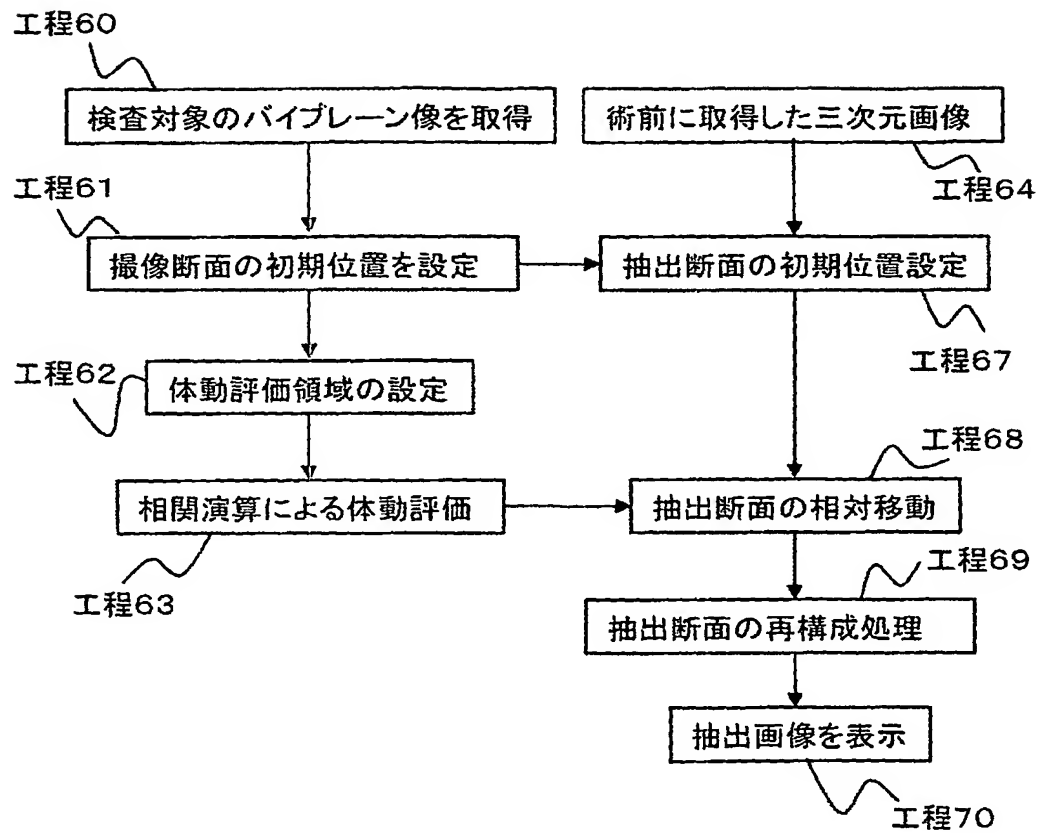 工程60
検査対象のバイプレーン像を取得
術前に取得した三次元画像
工程61
工程64
撮像断面の初期位置を設定
抽出断面の初期位置設定
工程62
工程67
体動評価領域の設定
工程68
相関演算による体動評価
抽出断面の相対移動
工程69
工程63
抽出断面の再構成処理
抽出画像を表示
工程70